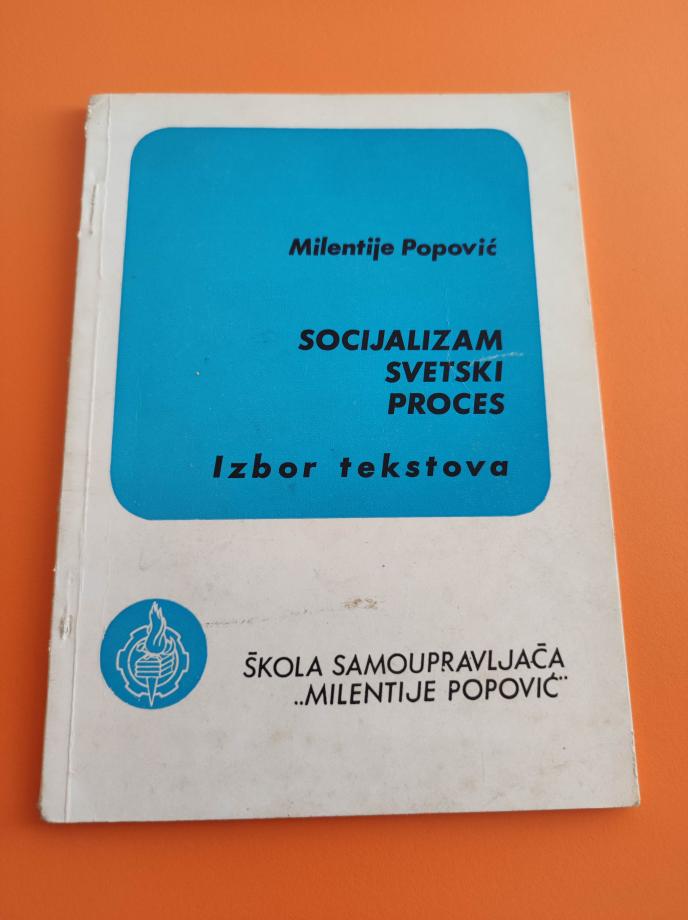 Milentije Popović
SOCIJALIZAM
SVETSKI
PROCES
Izbor tekstova
ŠKOLA SAMOUPRAVLJAČA
„MILENTIJE POPOVIĆ"